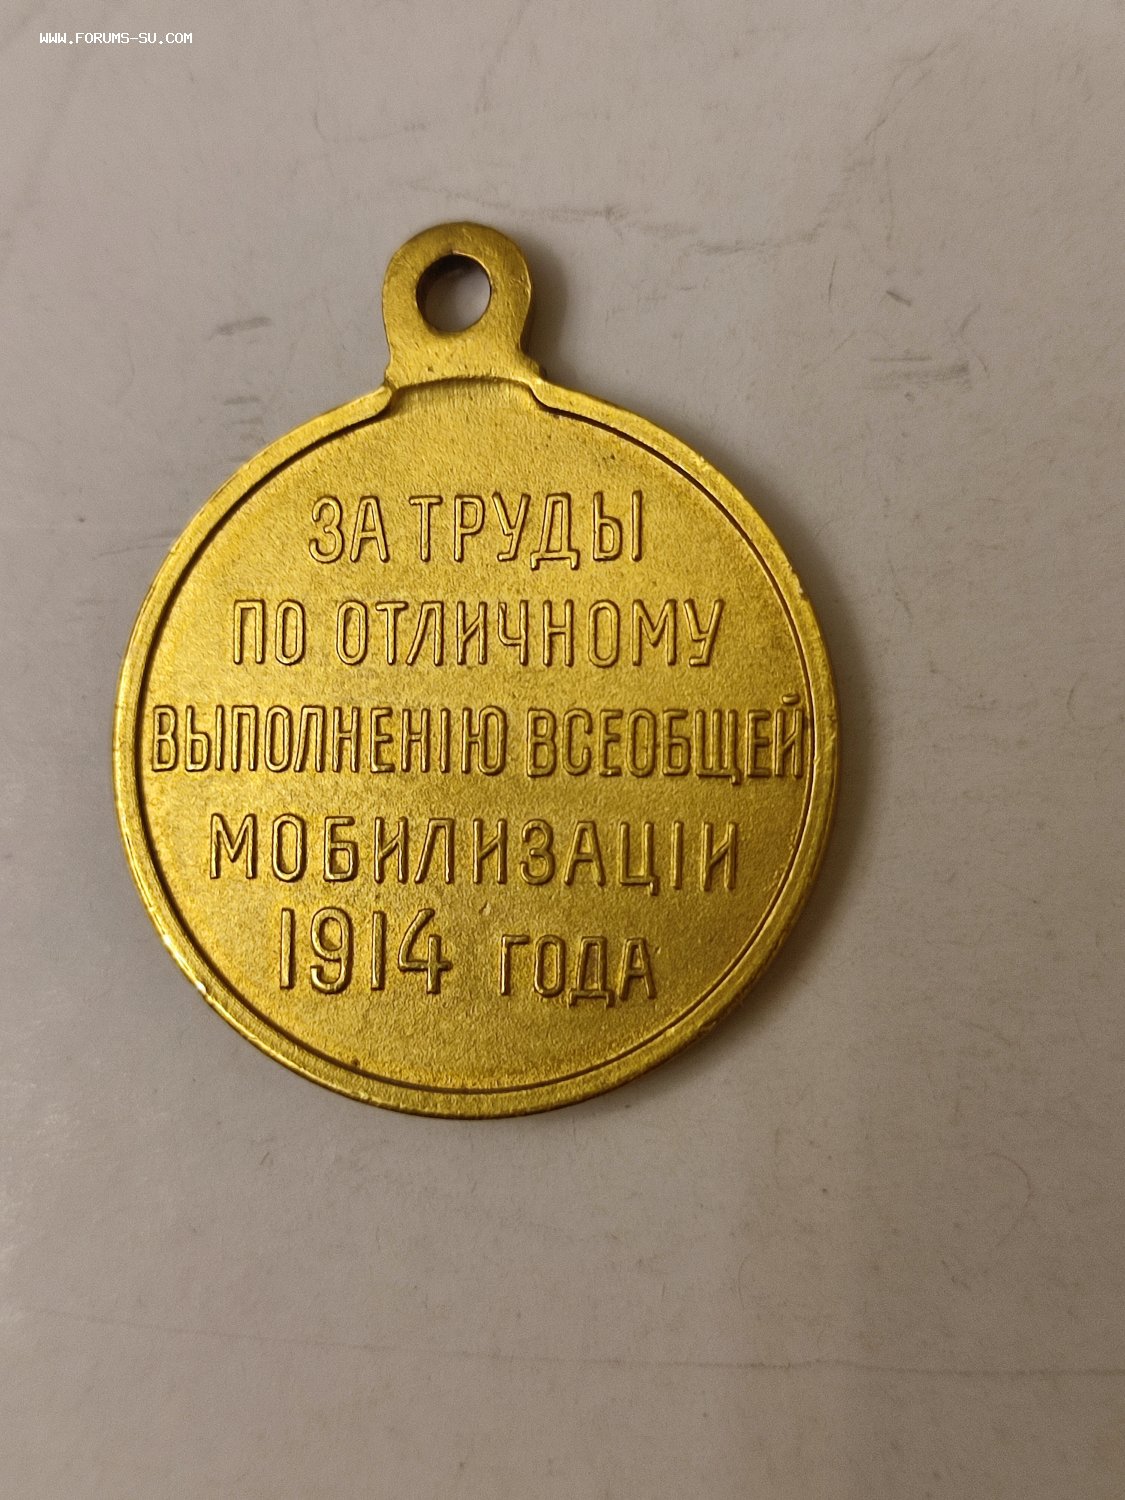 WWW.FORUMS-SU.COM
ЗА ТРУДЫ
ПО ОТЛИЧНОМУ
ВЫПОЛНЕНІЮ ВСЕОБЩЕЙ
МОБИЛИЗАЦІИ
1914 ГОДА